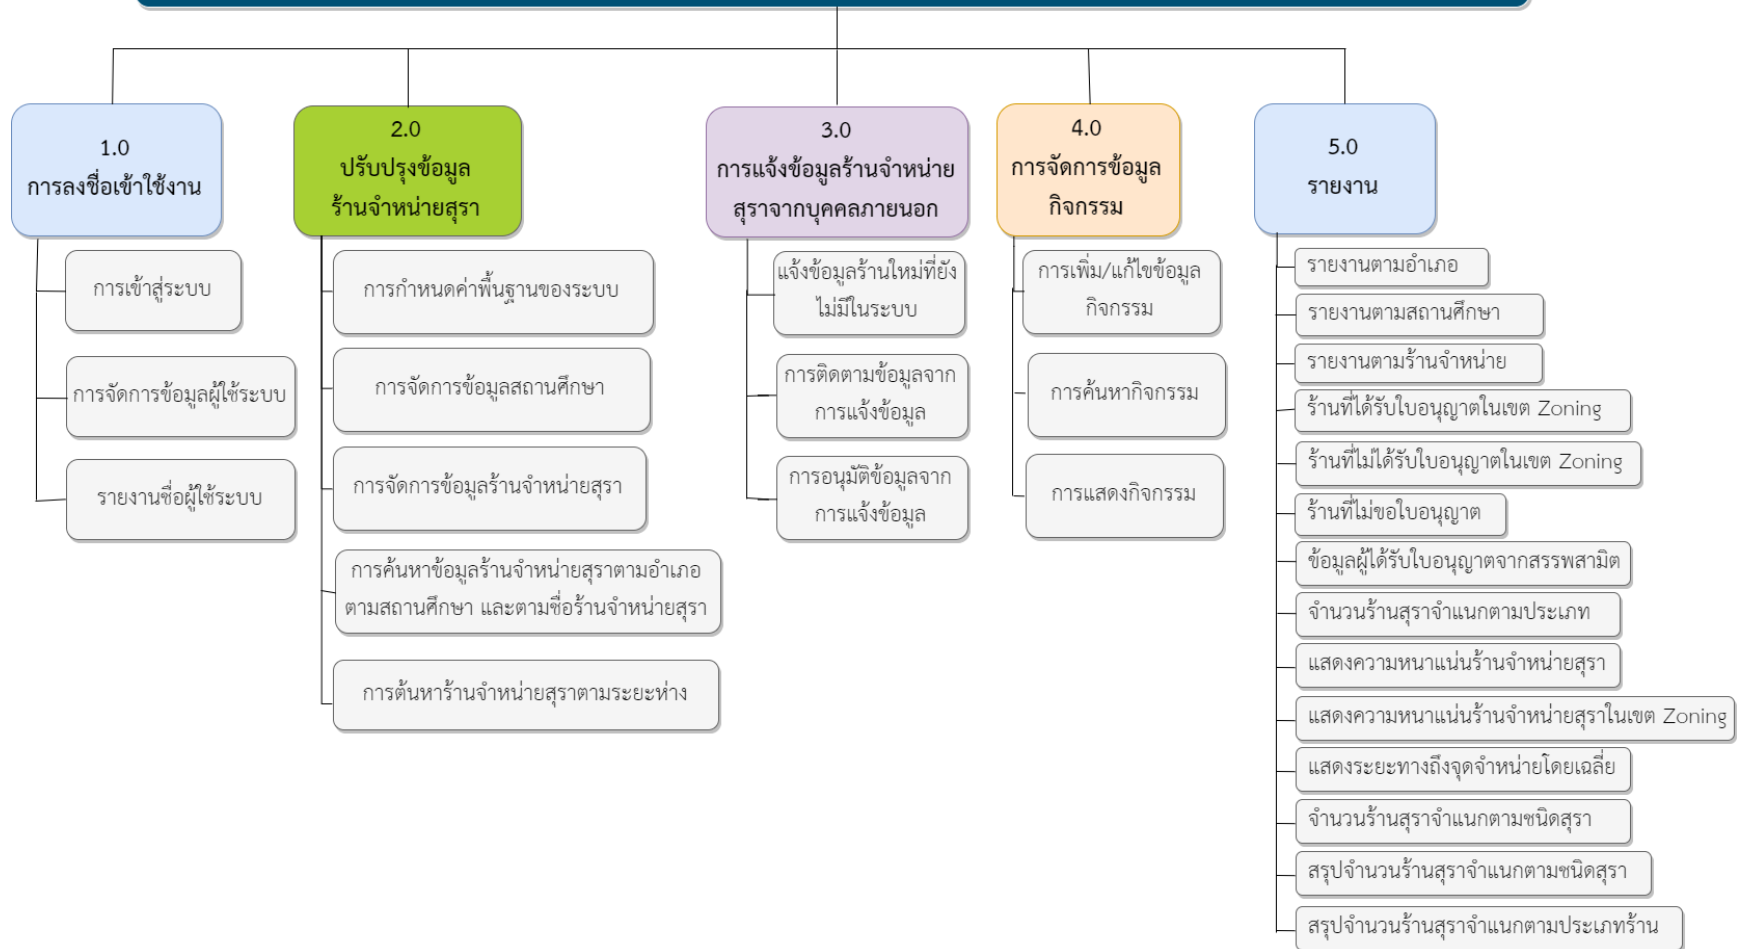 1.0
การลงชื่อเข้าใช้งาน
การเข้าสู่ระบบ
การจัดการข้อมูลผู้ใช้ระบบ
รายงานชื่อผู้ใช้ระบบ
2.0
ปรับปรุงข้อมูล
ร้านจำหน่ายสุรา
การกำหนดค่าพื้นฐานของระบบ
การจัดการข้อมูลสถานศึกษา
การจัดการข้อมูลร้านจำหน่ายสุรา
การค้นหาข้อมูลร้านจำหน่ายสุราตามอำเภอ
ตามสถานศึกษา และตามชื่อร้านจำหน่ายสุรา
การต้นหาร้านจำหน่ายสุราตามระยะห่าง
3.0
การแจ้งข้อมูลร้านจำหน่าย
สุราจากบุคคลภายนอก
แจ้งข้อมูลร้านใหม่ที่ยัง
ไม่มีในระบบ
การติดตามข้อมูลจาก
การแจ้งข้อมูล
การอนุมัติข้อมูลจาก
การแจ้งข้อมูล
4.0
การจัดการข้อมูล
กิจกรรม
การเพิ่ม/แก้ไขข้อมูล
กิจกรรม
การค้นหากิจกรรม
การแสดงกิจกรรม
5.0
รายงาน
รายงานตามอำเภอ
รายงานตามสถานศึกษา
รายงานตามร้านจำหน่าย
ร้านที่ได้รับใบอนุญาตในเขต Zoning
ร้านที่ไม่ได้รับใบอนุญาตในเขต Zoning
ร้านที่ไม่ขอใบอนุญาต
ข้อมูลผู้ได้รับใบอนุญาตจากสรรพสามิต
จำนวนร้านสุราจำแนกตามประเภท
แสดงความหนาแน่นร้านจำหน่ายสุรา
แสดงความหนาแน่นร้านจำหน่ายสุราในเขต Zoning
แสดงระยะทางถึงจุดจำหน่ายโดยเฉลี่ย
จำนวนร้านสุราจำแนกตามชนิดสุรา
สรุปจำนวนร้านสุราจำแนกตามชนิดสุรา
สรุปจำนวนร้านสุราจำแนกตามประเภทร้าน